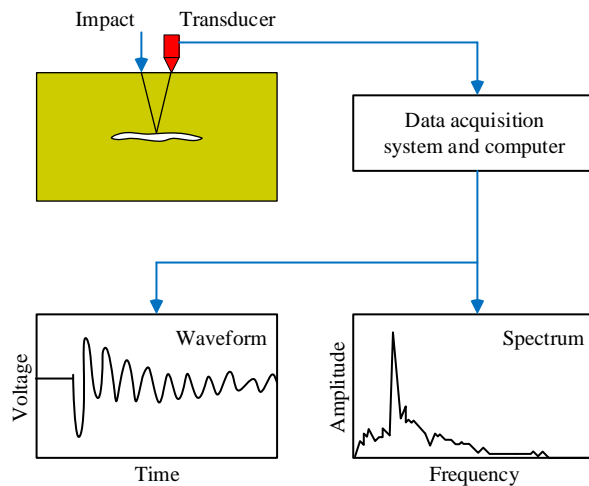 Impact
Transducer
Data acquisition
system and computer
Waveform
Voltage
Time
Spectrum
Amplitude
Frequency